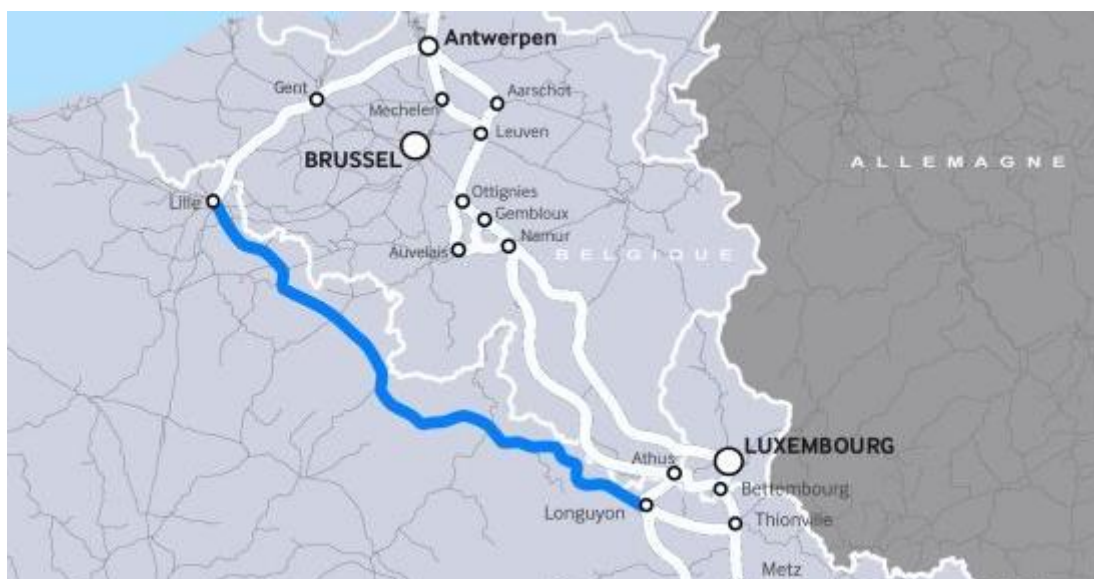 Antwerpen
Gent
Mechelen
Aarschot
Leuven
BRUSSEL
ALLEMAGNE
Lille
Ottignies
Gembloux
Auvelais
Namur
BELGIQUE
LUXEMBOURG
Athus
Bettembourg
Longuyon
Thionville
Metz